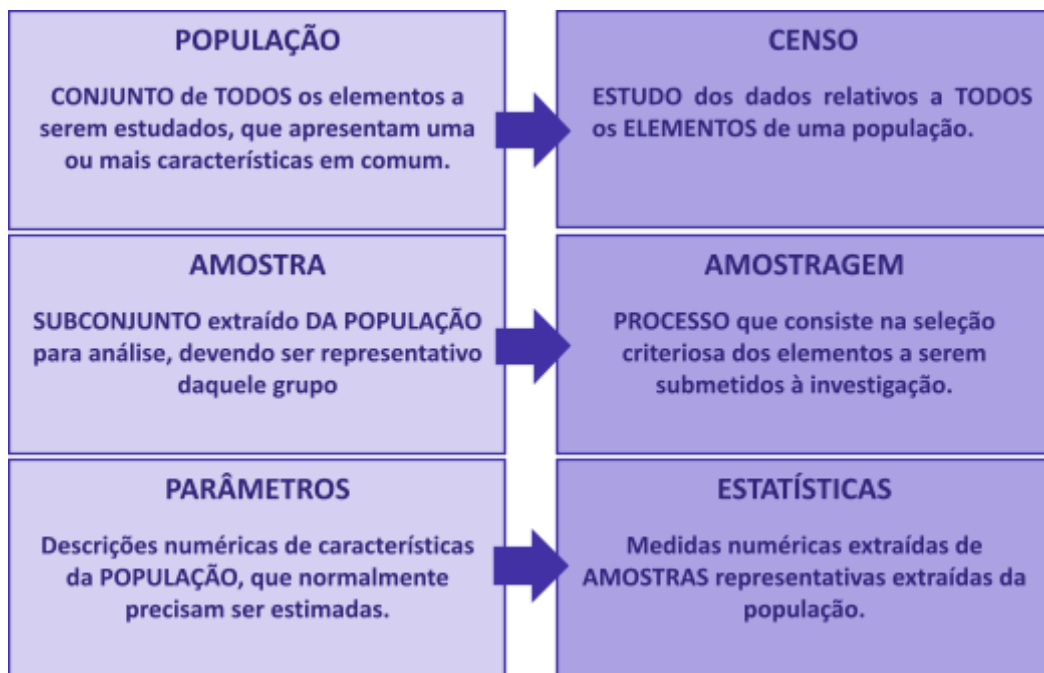 POPULAÇÃO
CONJUNTO de TODOS os elementos a
serem estudados, que apresentam uma
ou mais características em comum.
CENSO
ESTUDO dos dados relativos a TODOS
os ELEMENTOS de uma população.
AMOSTRA
SUBCONJUNTO extraído DA POPULAÇÃO
para análise, devendo ser representativo
daquele grupo
AMOSTRAGEM
PROCESSO que consiste na seleção
criteriosa dos elementos a serem
submetidos à investigação.
PARÂMETROS
Descrições numéricas de características
da POPULAÇÃO, que normalmente
precisam ser estimadas.
ESTATÍSTICAS
Medidas numéricas extraídas de
AMOSTRAS representativas extraídas da
população.